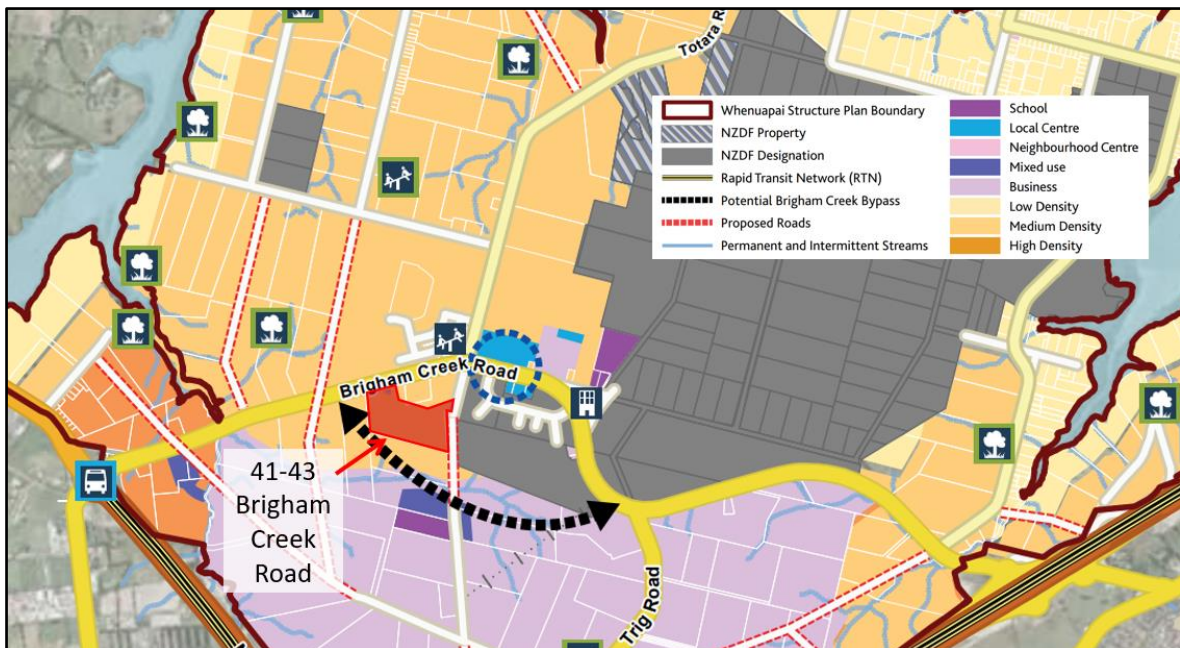 Totara R
Whenuapai Structure Plan Boundary
NZDF Property
NZDF Designation
Rapid Transit Network (RTN)
Potential Brigham Creek Bypass
Proposed Roads
Permanent and Intermittent Streams
School
Local Centre
Neighbourhood Centre
Mixed use
Business
Low Density
Medium Density
High Density
Brigham Creek Road
41-43
Brigham
Creek
Road
Trig Road